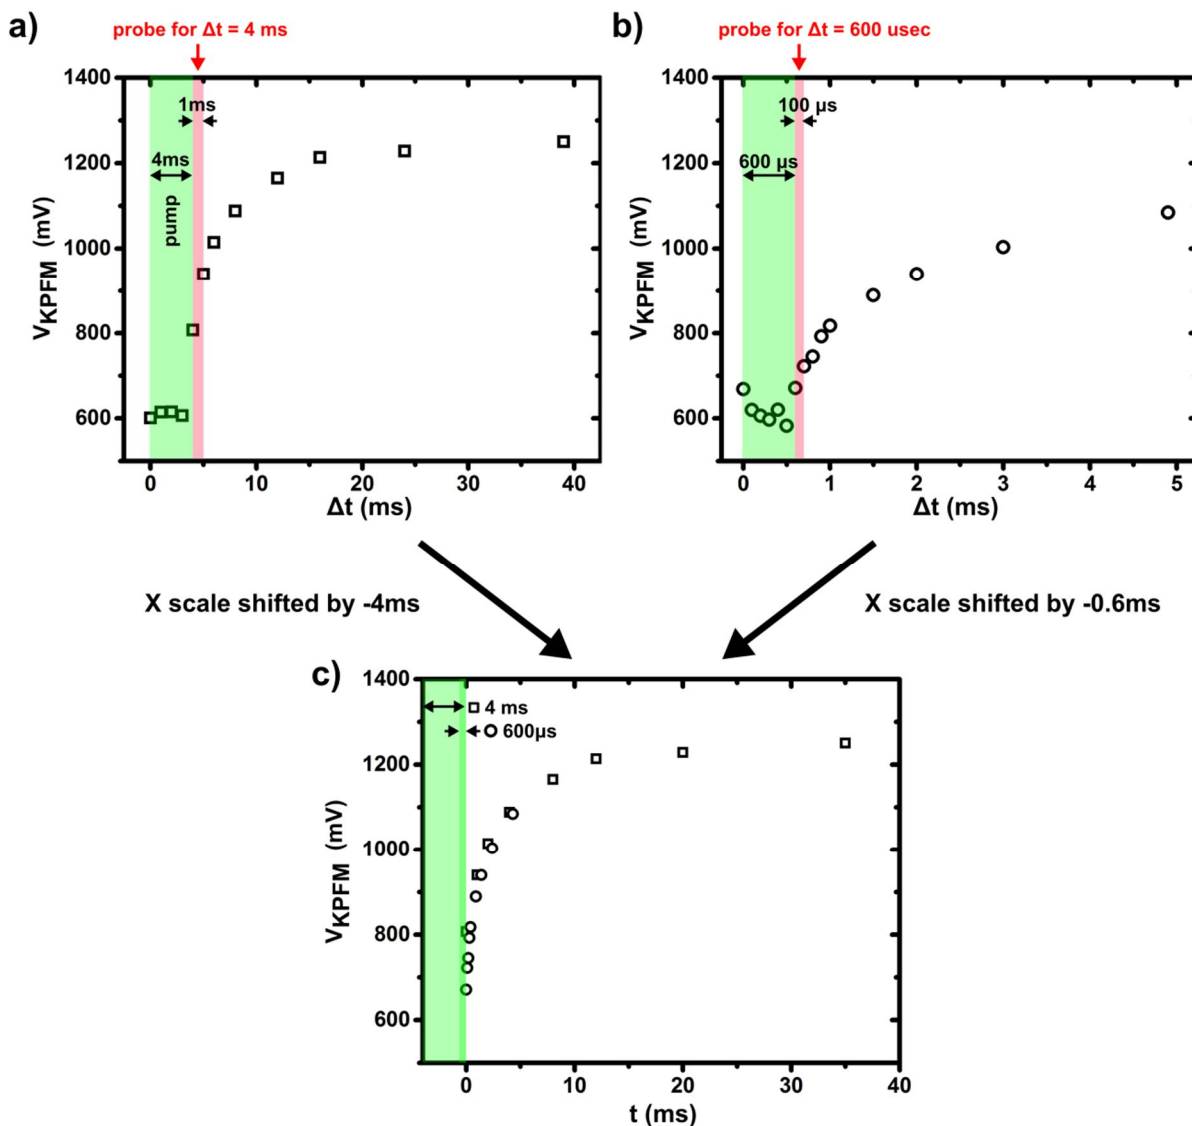 a)
probe for Δt = 4 ms
1400
1200
1000
800
600
V_KPFM (mV)
1ms
4ms
pump
0 10 20 30 40
Δt (ms)
b)
probe for Δt = 600 usec
1400
1200
1000
800
600
V_KPFM (mV)
100 µs
600 µs
0 1 2 3 4 5
Δt (ms)
X scale shifted by -4ms
X scale shifted by -0.6ms
c)
1400
1200
1000
800
600
V_KPFM (mV)
4 ms
600µs
0 10 20 30 40
t (ms)